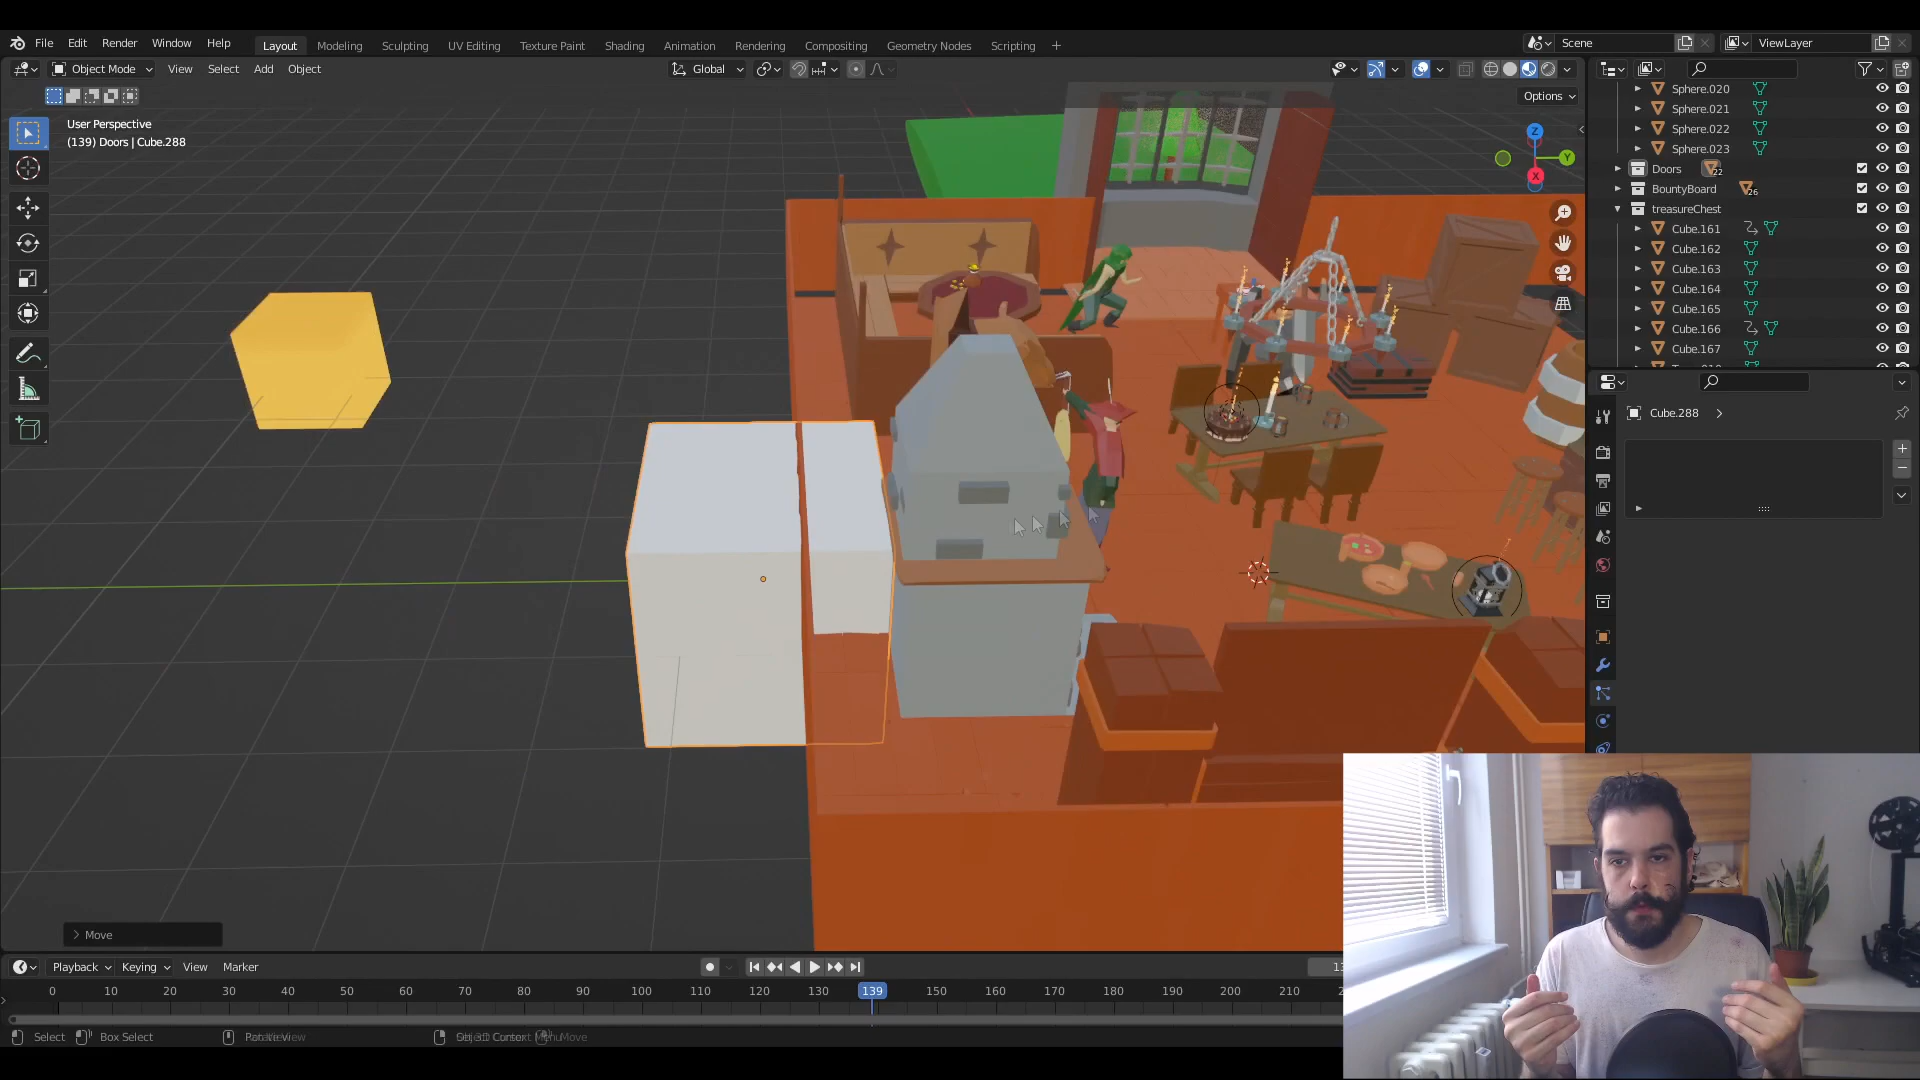 File Edit Render Window Help
Layout Modeling Sculpting UV Editing Texture Paint Shading Animation Rendering Compositing Geometry Nodes Scripting +
Scene
ViewLayer
Object Mode View Select Add Object
Global
Options
User Perspective
(139) Doors | Cube.288
Z
Y
X
Sphere.020
Sphere.021
Sphere.022
Sphere.023
Doors 22
BountyBoard 26
treasureChest
Cube.161
Cube.162
Cube.163
Cube.164
Cube.165
Cube.166
Cube.167
Cube.288
Move
Playback Keying View Marker
0 10 20 30 40 50 60 70 80 90 100 110 120 130 139 150 160 170 180 190 200 210
Select Box Select